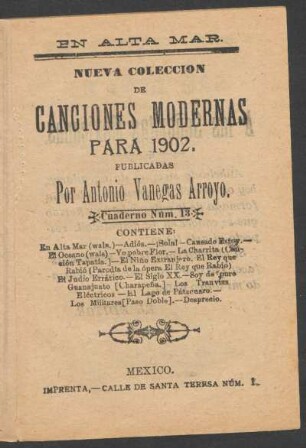 EN ALTA MAR.
NUEVA COLECCION
DE
CANCIONES MODERNAS
PARA 1902.
PUBLICADAS
Por Antonio Vanegas Arroyo.
Cuaderno Núm. 13
CONTIENE:
En Alta Mar (wals.)—Adiós.—¡Sola!—Cansado Estoy.—
El Oceano (wals)—Yo pobre Flor.—La Charrita (Can-
sión Tapatía.)—El Niño Extranjero. El Rey que
Rabió (Parodia de la ópera El Rey que Rabió)
El Judío Errático.—El Siglo XX.—Soy de puro
Guanajuato [Charapeña.]—Los Tranvías
Eléctricos—El Lago de Pátzcuaro.—
Los Militares[Paso Doble].—Desprecio.
MEXICO.
IMPRENTA,—CALLE DE SANTA TERESA NÚM. 1.